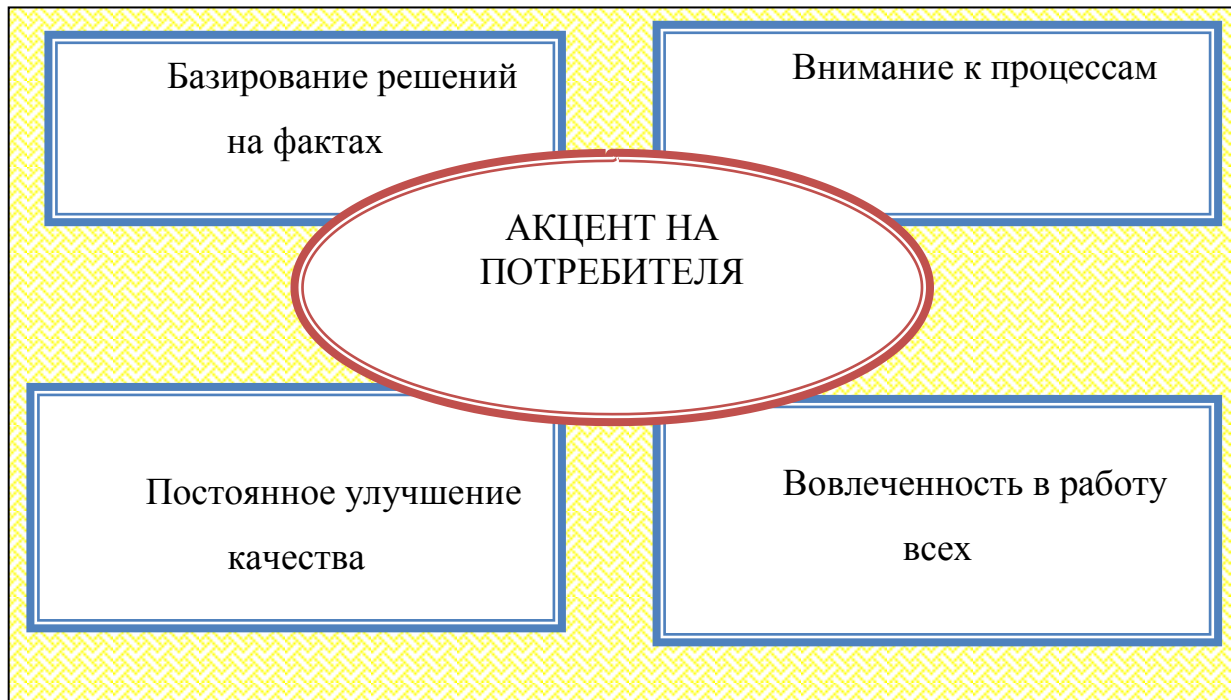 Базирование решений
на фактах
Внимание к процессам
АКЦЕНТ НА
ПОТРЕБИТЕЛЯ
Постоянное улучшение
качества
Вовлеченность в работу
всех